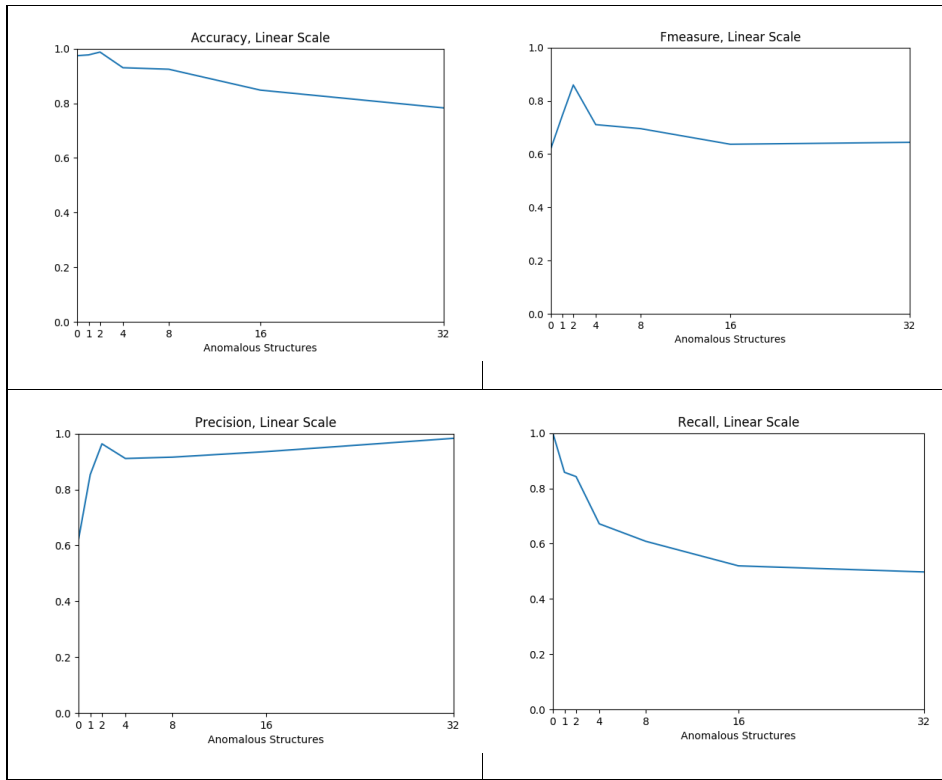 Accuracy, Linear Scale
1.0
0.8
0.6
0.4
0.2
0.0
0 1 2 4 8 16 32
Anomalous Structures
Fmeasure, Linear Scale
1.0
0.8
0.6
0.4
0.2
0.0
0 1 2 4 8 16 32
Anomalous Structures
Precision, Linear Scale
1.0
0.8
0.6
0.4
0.2
0.0
0 1 2 4 8 16 32
Anomalous Structures
Recall, Linear Scale
1.0
0.8
0.6
0.4
0.2
0.0
0 1 2 4 8 16 32
Anomalous Structures